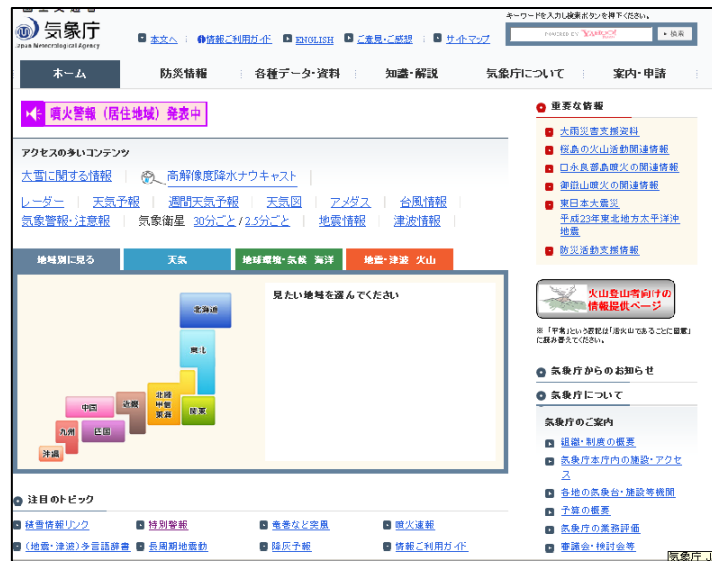 気象庁
Japan Meteorological Agency
本文へ
情報ご利用ガイド
ENGLISH
ご意見・ご感想
サイトマップ
キーワードを入力し検索ボタンを押下ください。
POWERED BY YAHOO!
検索
ホーム
防災情報
各種データ・資料
知識・解説
気象庁について
案内・申請
噴火警報（居住地域）発表中
アクセスの多いコンテンツ
大雪に関する情報
高解像度降水ナウキャスト
レーダー
天気予報
週間天気予報
天気図
アメダス
台風情報
気象警報・注意報
気象衛星 30分ごと / 2.5分ごと
地震情報
津波情報
地域別に見る
天気
地球環境・気候 海洋
地震・津波 火山
見たい地域を選んでください
北海道
東北
北陸
甲信
東海
関東
近畿
中国
四国
九州
沖縄
注目のトピック
積雪情報リンク
特別警報
竜巻など突風
噴火速報
(地震・津波)多言語辞書
長周期地震動
降灰予報
情報ご利用ガイド
重要な情報
大雨災害支援資料
桜島の火山活動関連情報
口永良部島噴火の関連情報
御嶽山噴火の関連情報
東日本大震災
平成23年東北地方太平洋沖
地震
防災活動支援情報
火山登山者向けの
情報提供ページ
※「平常」という表記は「活火山であることに留意」
に読み替えてください。
気象庁からのお知らせ
気象庁について
気象庁のご案内
組織・制度の概要
気象庁本庁内の施設・アクセ
ス
各地の気象台・施設等機関
予算の概要
気象庁の業務評価
審議会・検討会等
気象庁